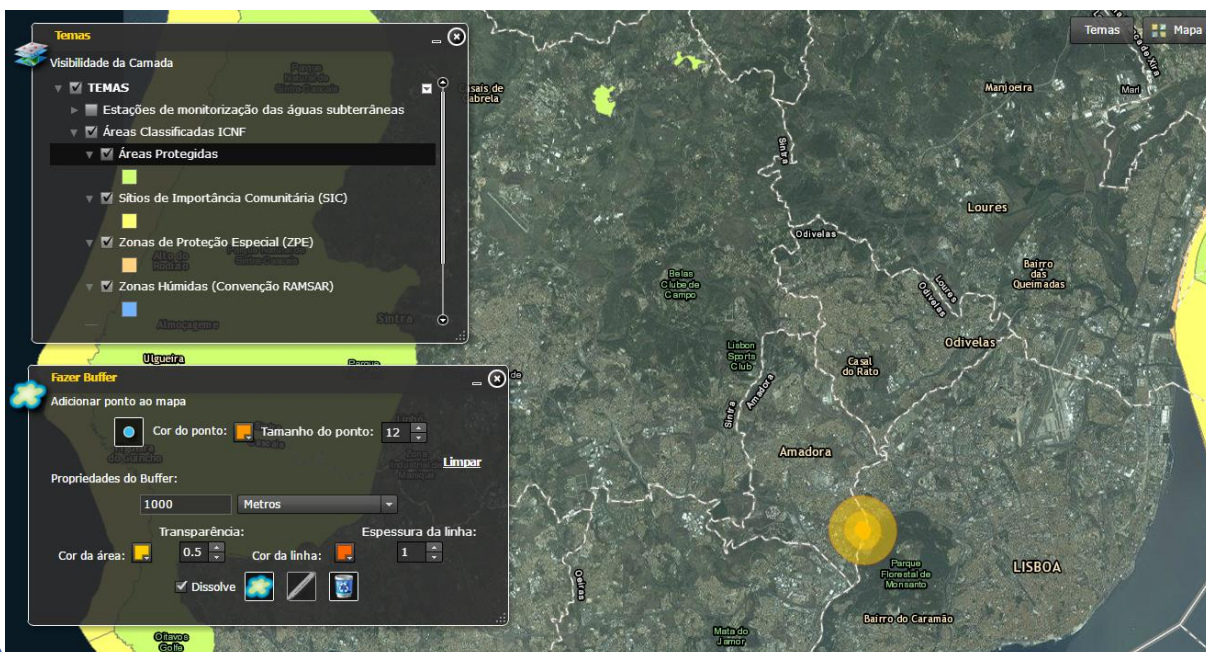 Temas
Visibilidade da Camada
TEMAS
Estações de monitorização das águas subterrâneas
Áreas Classificadas ICNF
Áreas Protegidas
Sítios de Importância Comunitária (SIC)
Zonas de Proteção Especial (ZPE)
Zonas Húmidas (Convenção RAMSAR)
Almoçageme
Sintra
Ulgueira
Fazer Buffer
Adicionar ponto ao mapa
Cor do ponto:
Tamanho do ponto: 12
Limpar
Propriedades do Buffer:
1000 Metros
Transparência:
Espessura da linha:
Cor da área: 0.5 Cor da linha: 1
Dissolve
Oitavos
Golfe
Temas
Mapa
Manjoeira
Marl
Sintra
Loures
Odivelas
Bairro
das
Queimadas
Belas
Clube de
Campo
Loures
Odivelas
Odivelas
Lisbon
Sports
Club
Casal
do Rato
Sintra
Amadora
Amadora
Parque
Florestal de
Monsanto
LISBOA
Oeiras
Bairro do Caramão
Mata do
Jamor